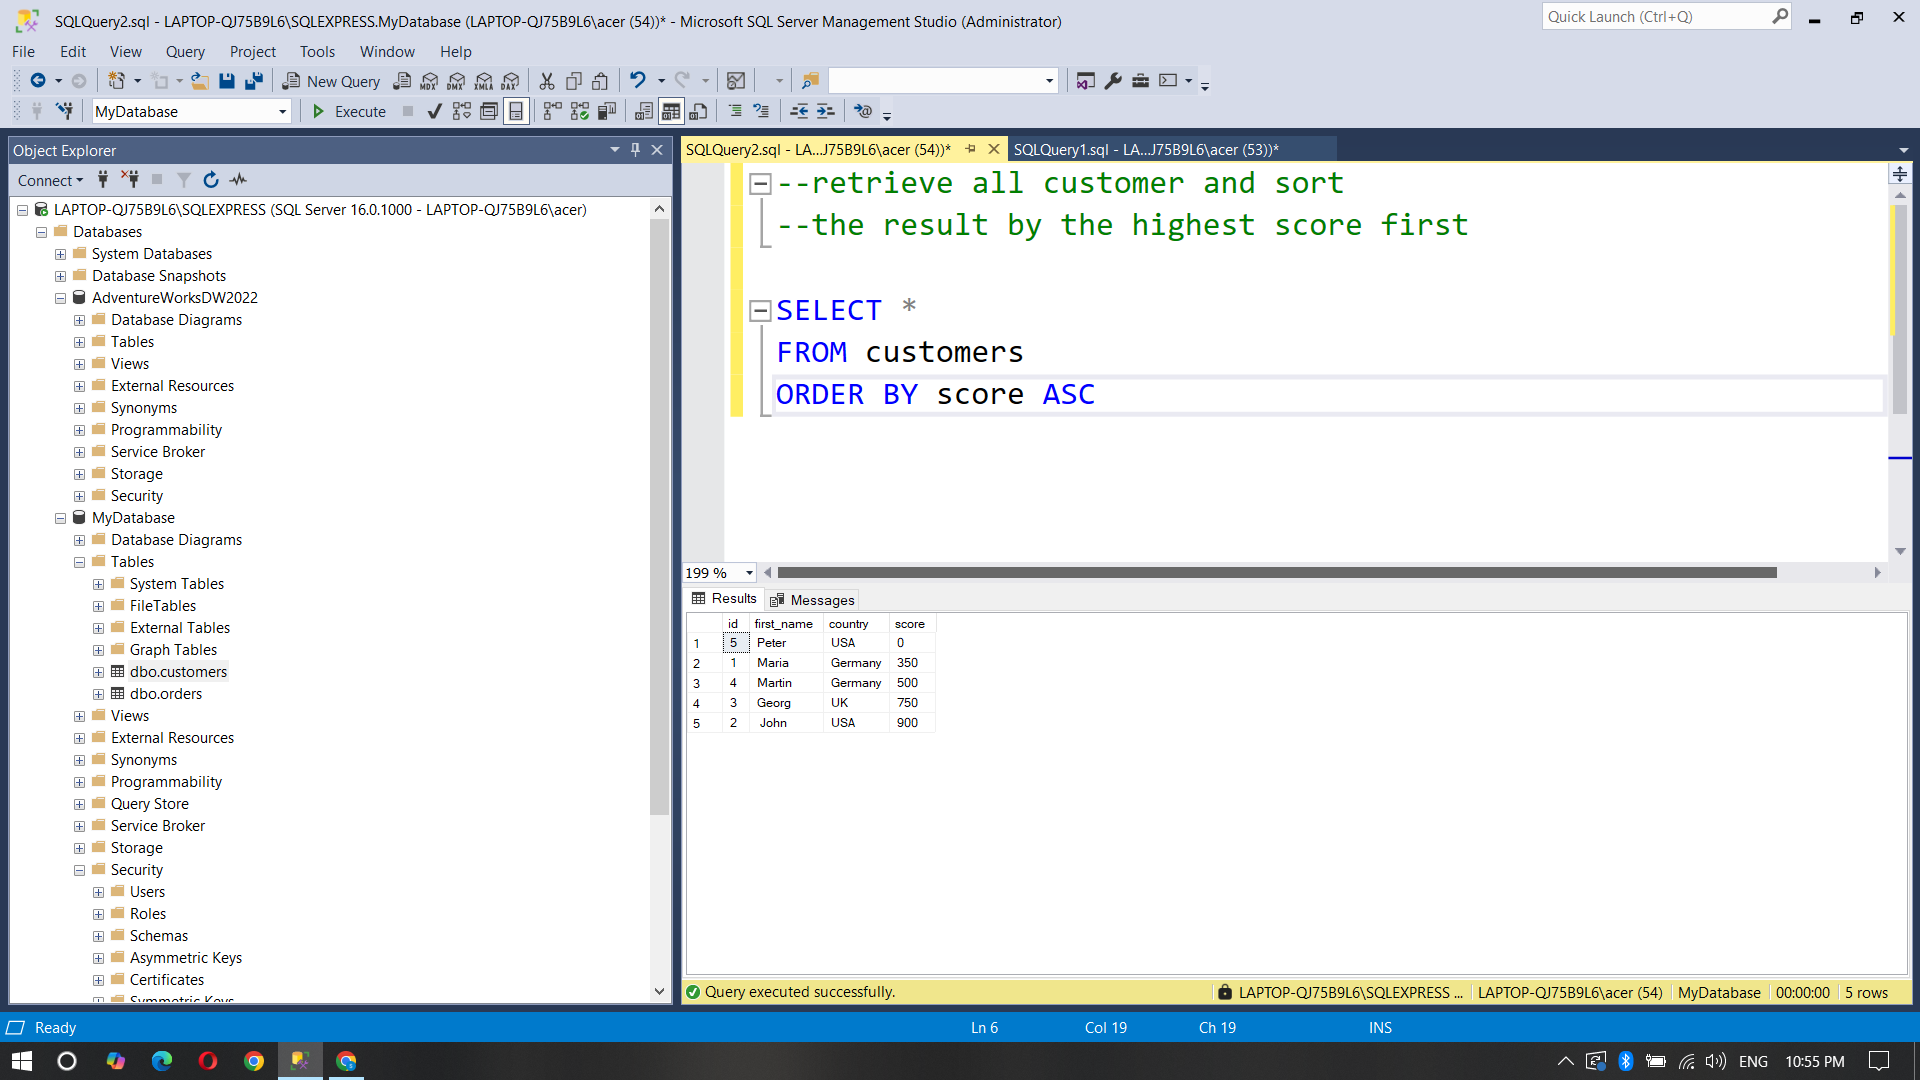 SQLQuery2.sql - LAPTOP-QJ75B9L6\SQLEXPRESS.MyDatabase (LAPTOP-QJ75B9L6\acer (54))* - Microsoft SQL Server Management Studio (Administrator)
Quick Launch (Ctrl+Q)
File Edit View Query Project Tools Window Help
New Query MDX DMX XMLA DAX
MyDatabase Execute
Object Explorer
Connect
LAPTOP-QJ75B9L6\SQLEXPRESS (SQL Server 16.0.1000 - LAPTOP-QJ75B9L6\acer)
Databases
System Databases
Database Snapshots
AdventureWorksDW2022
Database Diagrams
Tables
Views
External Resources
Synonyms
Programmability
Service Broker
Storage
Security
MyDatabase
Database Diagrams
Tables
System Tables
FileTables
External Tables
Graph Tables
dbo.customers
dbo.orders
Views
External Resources
Synonyms
Programmability
Query Store
Service Broker
Storage
Security
Users
Roles
Schemas
Asymmetric Keys
Certificates
Symmetric Keys
SQLQuery2.sql - LA...J75B9L6\acer (54))* SQLQuery1.sql - LA...J75B9L6\acer (53))*
--retrieve all customer and sort
--the result by the highest score first
SELECT *
FROM customers
ORDER BY score ASC
199 %
Results Messages
id first_name country score
1 5 Peter USA 0
2 1 Maria Germany 350
3 4 Martin Germany 500
4 3 Georg UK 750
5 2 John USA 900
Query executed successfully. LAPTOP-QJ75B9L6\SQLEXPRESS ... LAPTOP-QJ75B9L6\acer (54) MyDatabase 00:00:00 5 rows
Ready Ln 6 Col 19 Ch 19 INS
ENG 10:55 PM